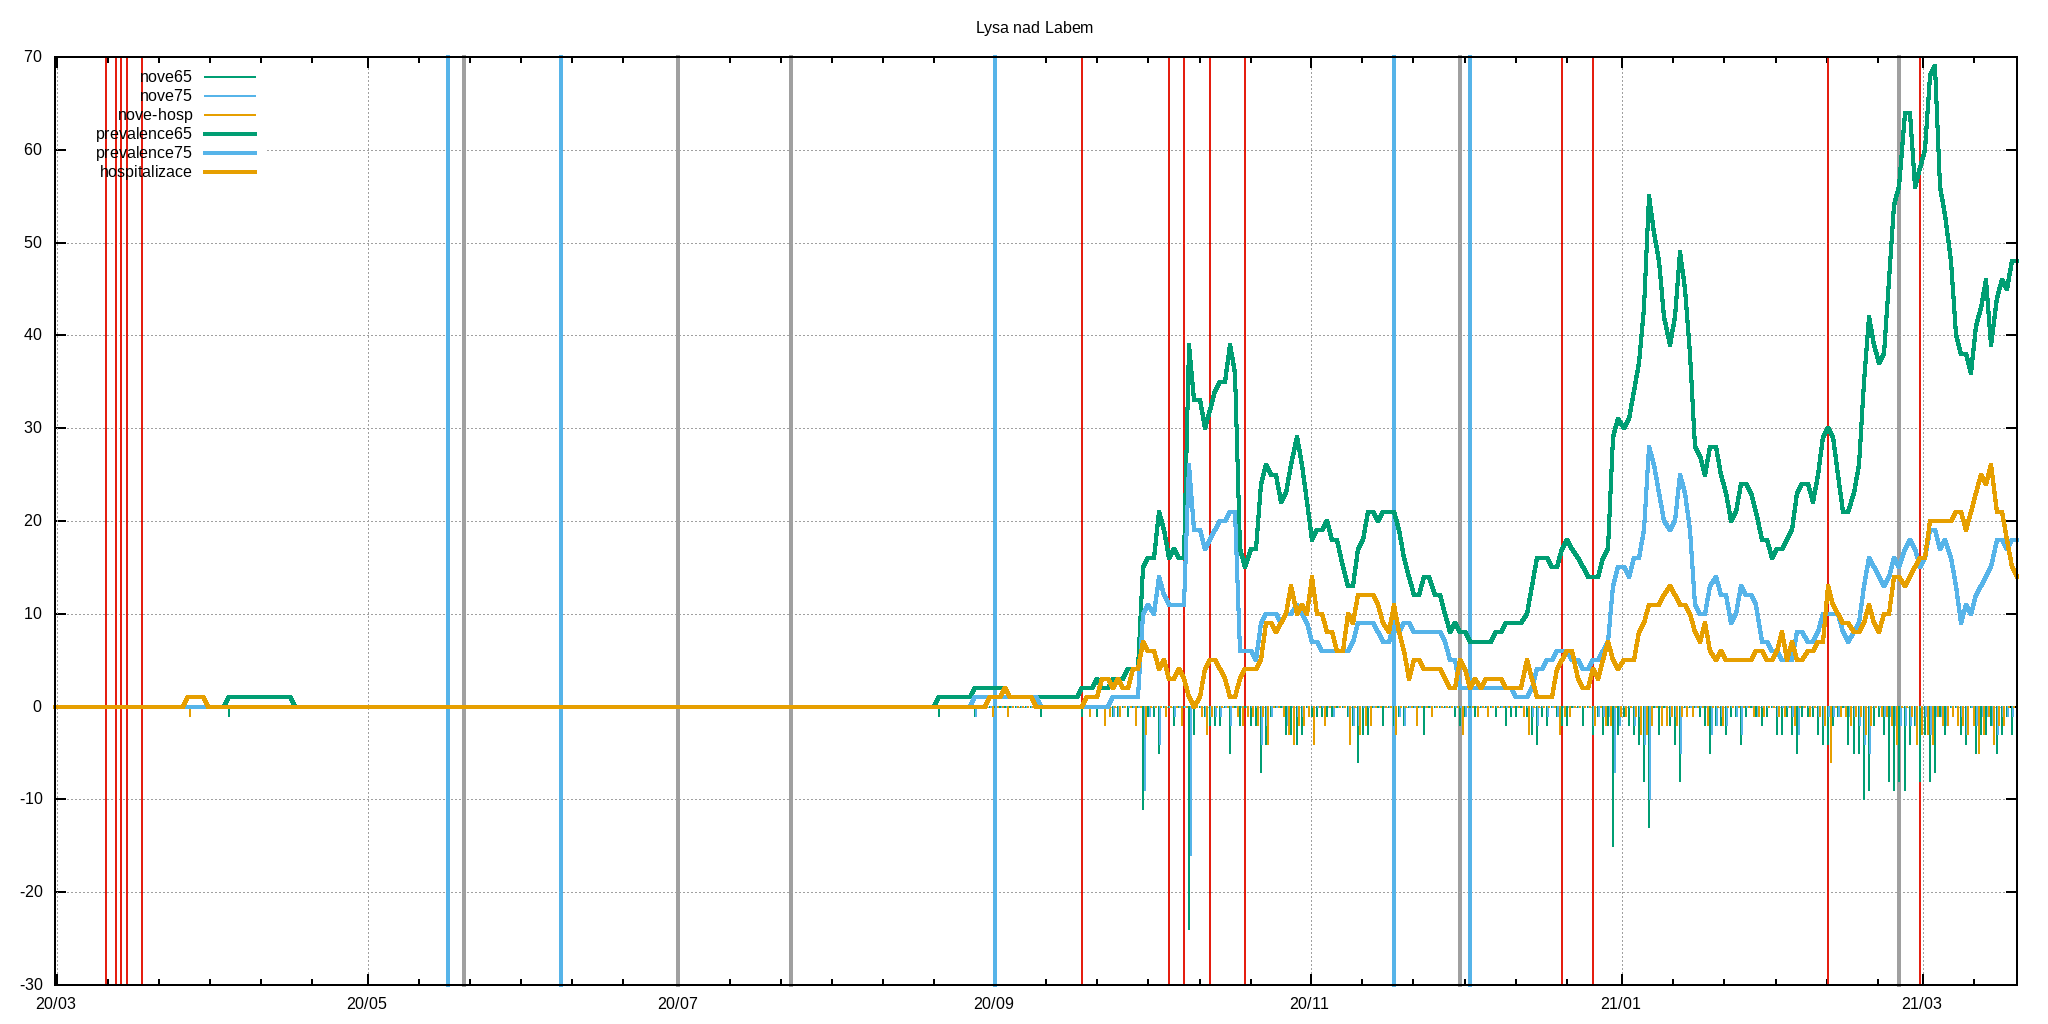 Lysa nad Labem
70
60
50
40
30
20
10
0
-10
-20
-30
nove65
nove75
nove-hosp
prevalence65
prevalence75
hospitalizace
20/03 20/05 20/07 20/09 20/11 21/01 21/03